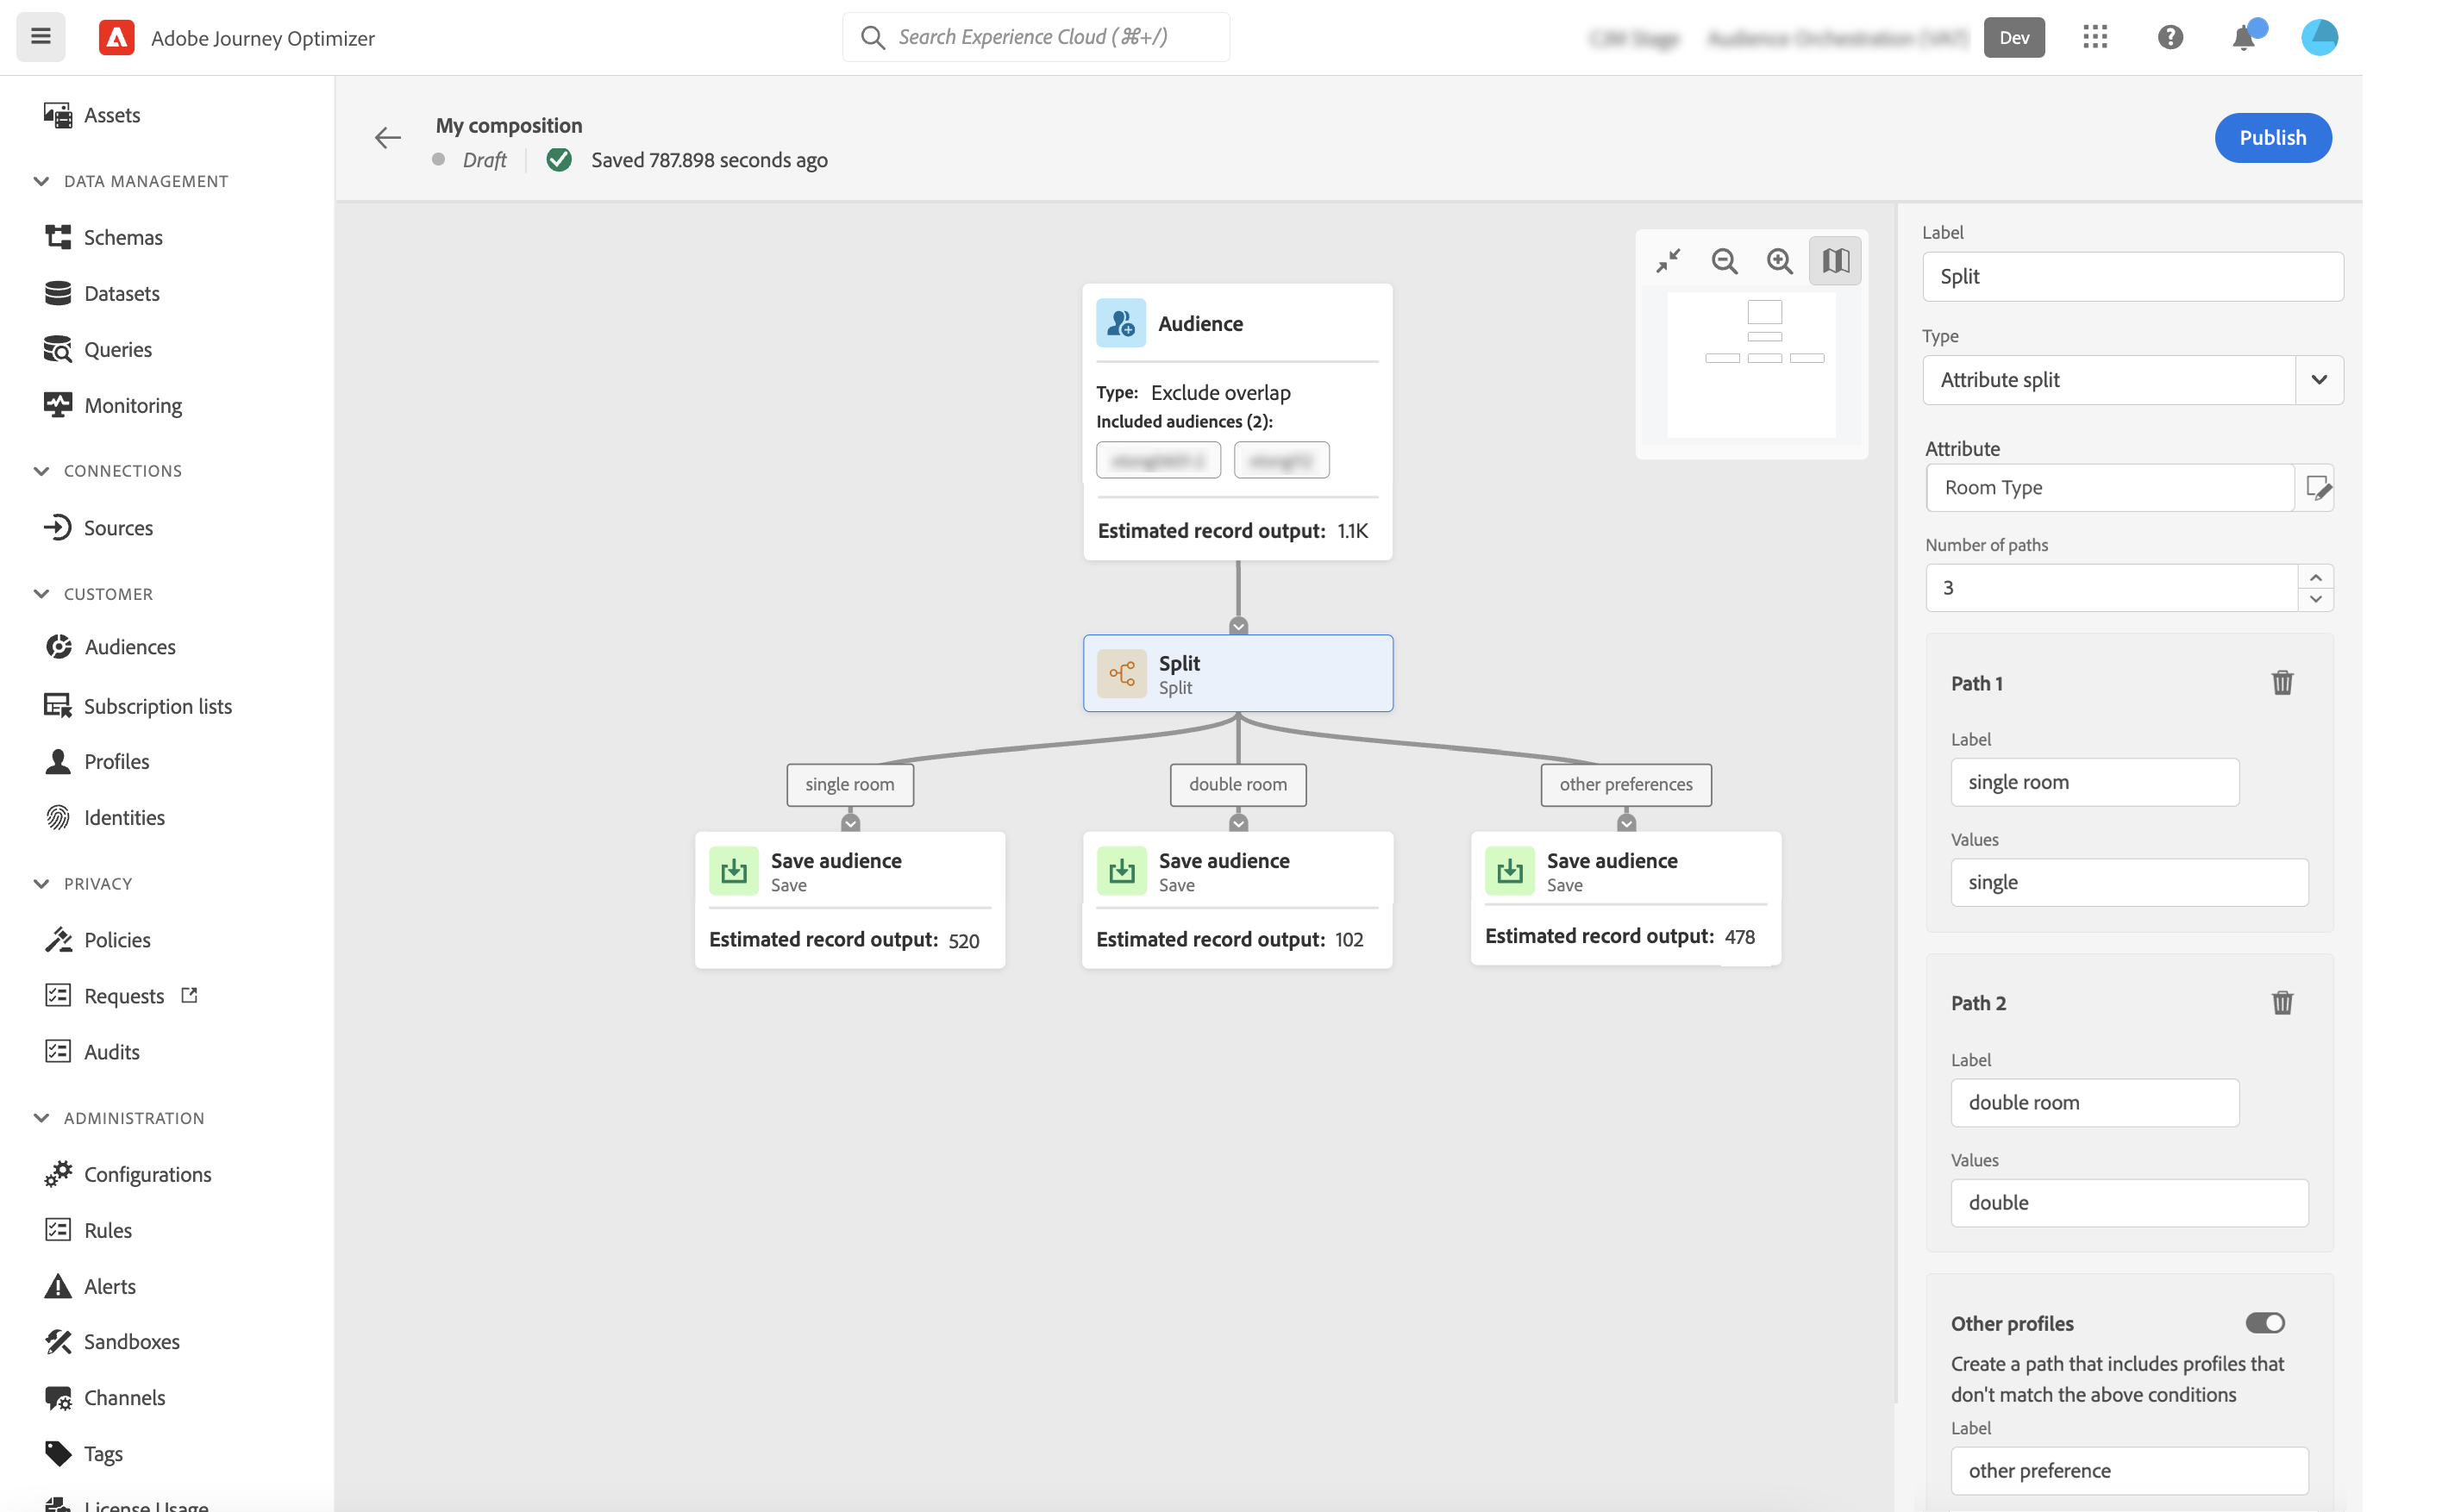 Adobe Journey Optimizer
Search Experience Cloud (⌘+/)
Dev
Assets
DATA MANAGEMENT
Schemas
Datasets
Queries
Monitoring
CONNECTIONS
Sources
CUSTOMER
Audiences
Subscription lists
Profiles
Identities
PRIVACY
Policies
Requests
Audits
ADMINISTRATION
Configurations
Rules
Alerts
Sandboxes
Channels
Tags
License Usage
My composition
Draft
Saved 787.898 seconds ago
Publish
Audience
Type: Exclude overlap
Included audiences (2):
Estimated record output: 1.1K
Split
Split
single room
double room
other preferences
Save audience
Save
Estimated record output: 520
Save audience
Save
Estimated record output: 102
Save audience
Save
Estimated record output: 478
Label
Split
Type
Attribute split
Attribute
Room Type
Number of paths
3
Path 1
Label
single room
Values
single
Path 2
Label
double room
Values
double
Other profiles
Create a path that includes profiles that
don't match the above conditions
Label
other preference